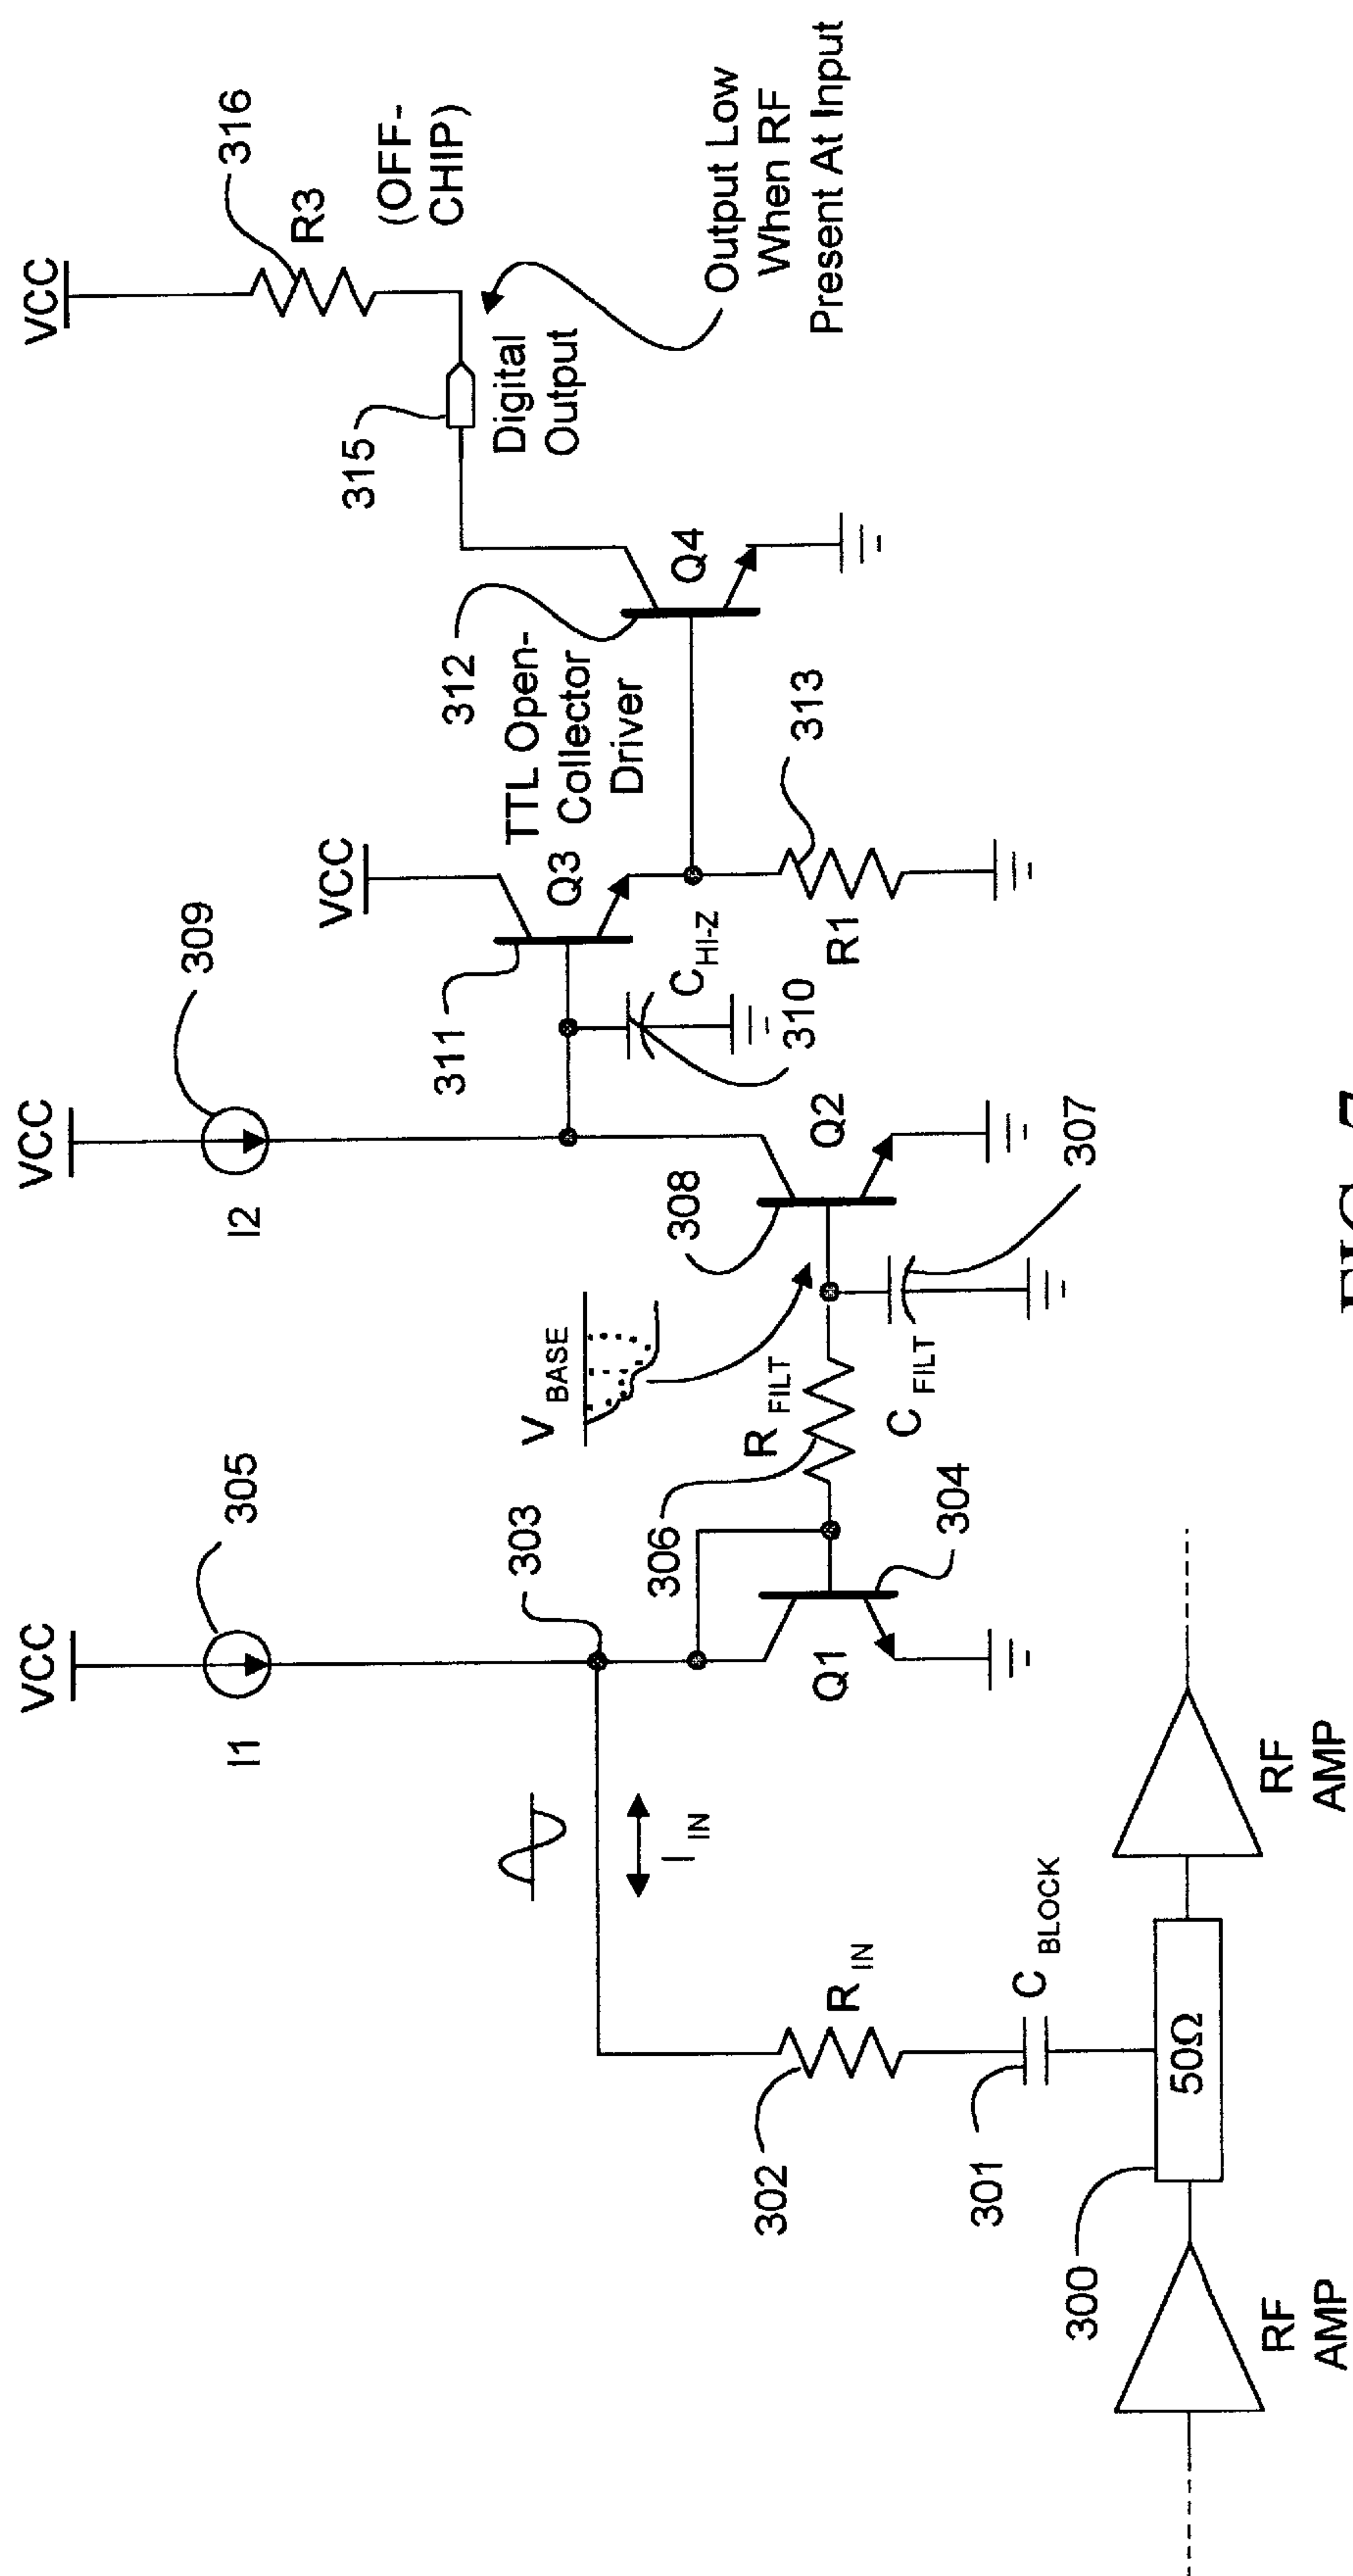 VCC
I1
305
303
VCC
I2
309
VCC
316
R3
(OFF-
CHIP)
315
Digital
Output
Output Low
When RF
Present At Input
312
TTL Open-
Collector
Driver
Q4
311
Q3
C HI-Z
310
R1
313
VCC
V BASE
308
Q2
307
R FILT
C FILT
306
304
Q1
I IN
302
R IN
301
C BLOCK
300
50Ω
RF
AMP
RF
AMP